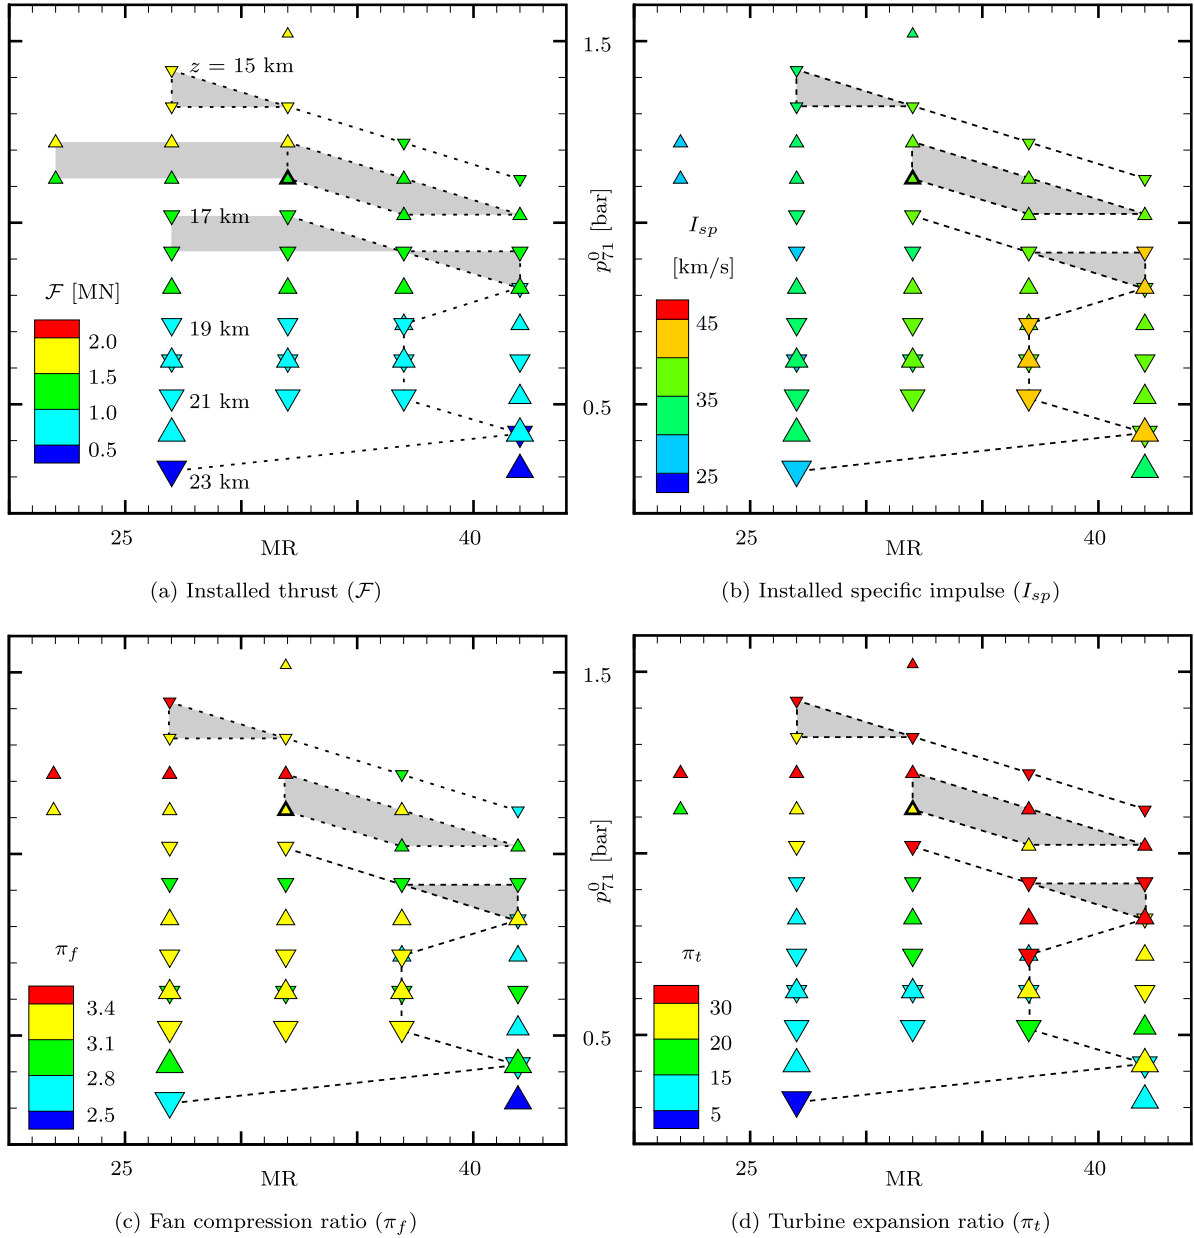 z = 15 km
17 km
19 km
21 km
23 km
F [MN]
2.0
1.5
1.0
0.5
25
40
MR
(a) Installed thrust (F)
1.5
p⁰₇₁ [bar]
0.5
I_sp
[km/s]
45
35
25
25
40
MR
(b) Installed specific impulse (I_sp)
π_f
3.4
3.1
2.8
2.5
25
40
MR
(c) Fan compression ratio (π_f)
1.5
p⁰₇₁ [bar]
0.5
π_t
30
20
15
5
25
40
MR
(d) Turbine expansion ratio (π_t)